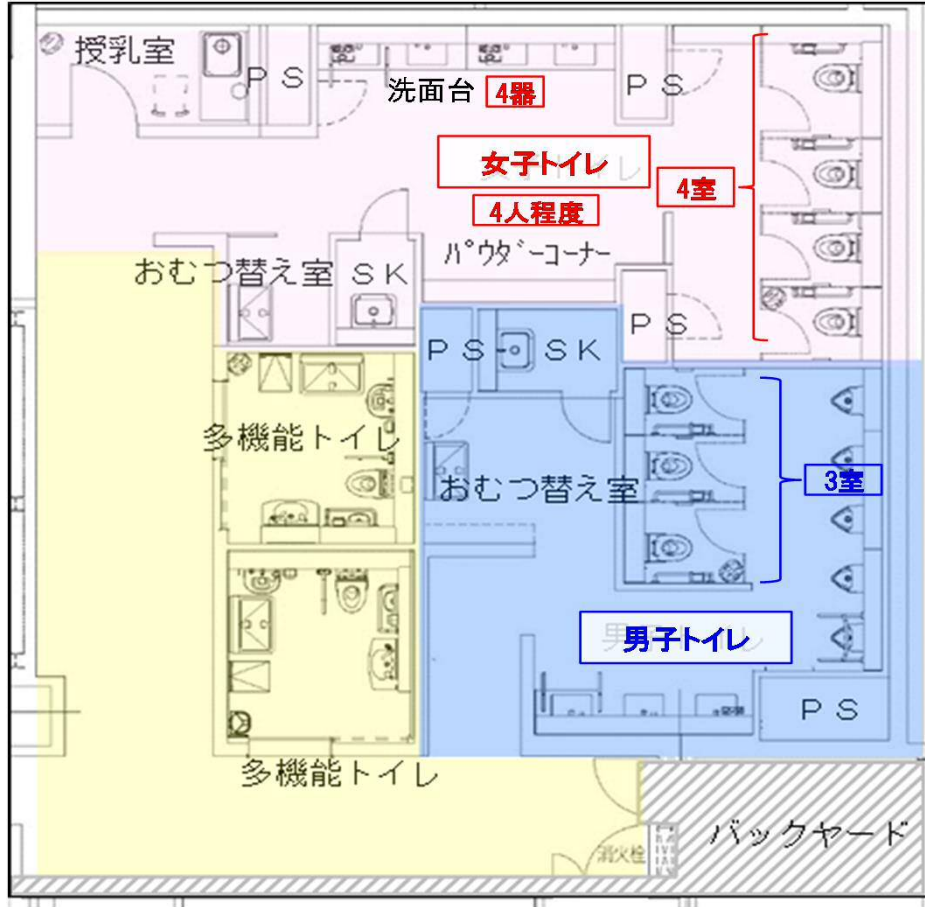 授乳室
PS
洗面台 4器
PS
女子トイレ
4室
4人程度
パウダーコーナー
おむつ替え室
SK
PS
PS
SK
多機能トイレ
おむつ替え室
3室
男子トイレ
PS
多機能トイレ
バックヤード
消火栓